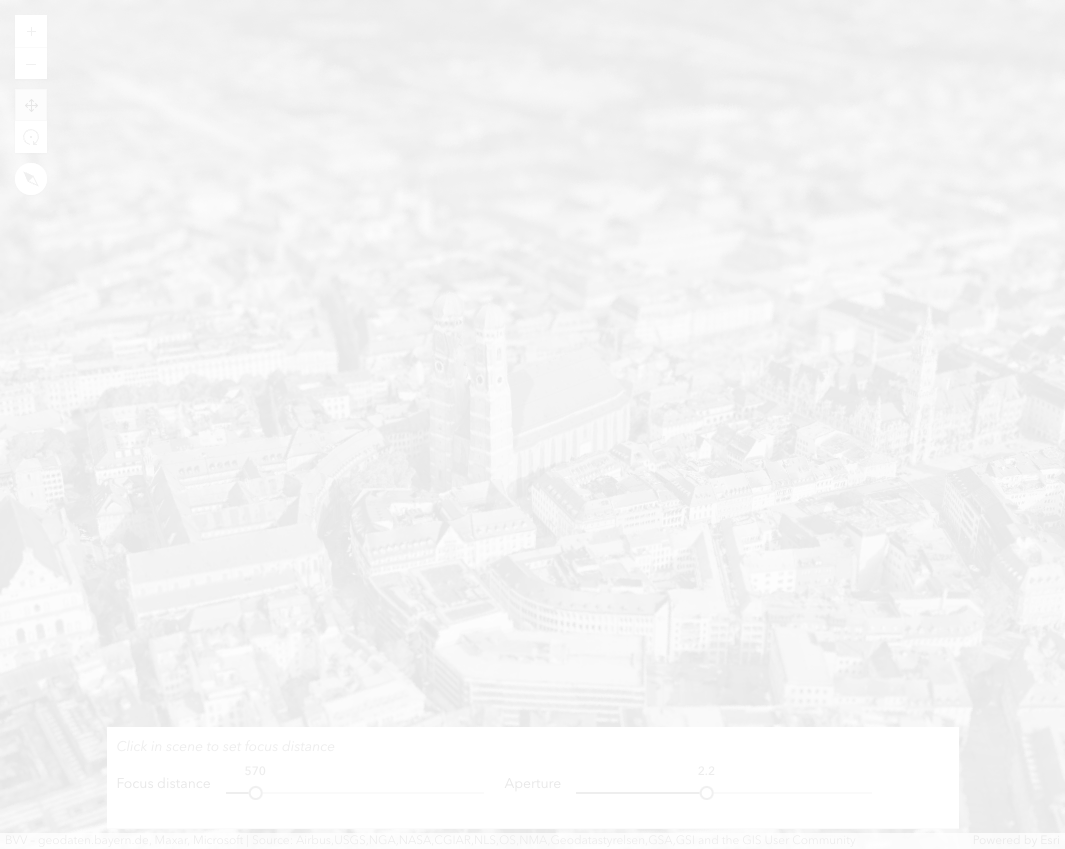 Click in scene to set focus distance
570
2.2
Focus distance
Aperture
BVV - geodaten.bayern.de, Maxar, Microsoft | Source: Airbus,USGS,NGA,NASA,CGIAR,NLS,OS,NMA,Geodatastyrelsen,GSA,GSI and the GIS User Community
Powered by Esri